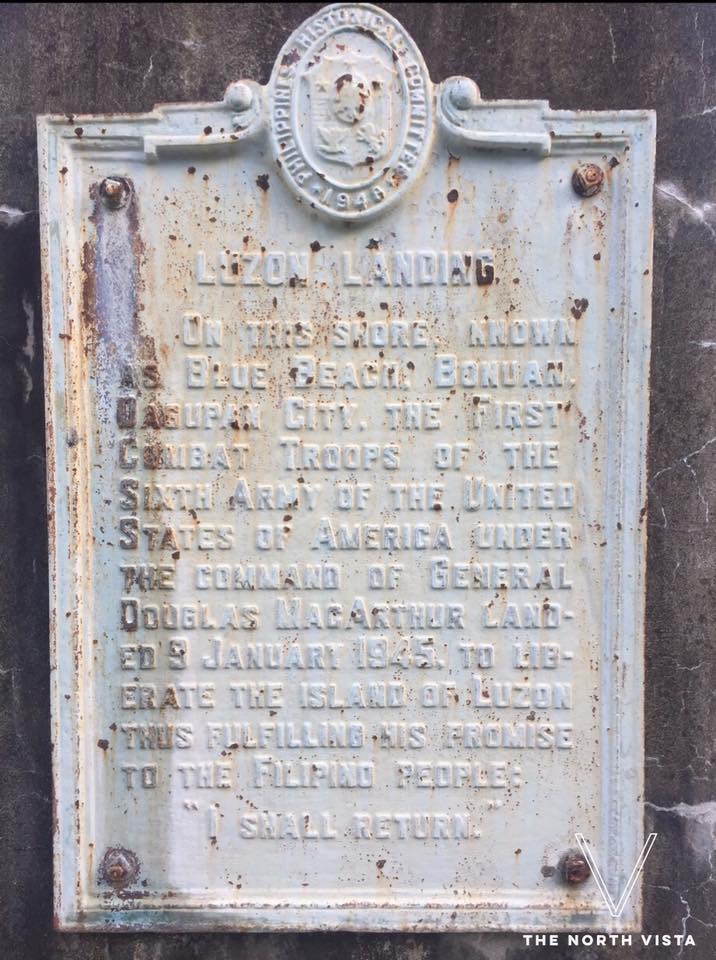 PHILIPPINES HISTORICAL COMMITTEE
1948
LUZON LANDING
ON THIS SHORE, KNOWN
AS BLUE BEACH, BONUAN,
DAGUPAN CITY, THE FIRST
COMBAT TROOPS OF THE
SIXTH ARMY OF THE UNITED
STATES OF AMERICA UNDER
THE COMMAND OF GENERAL
DOUGLAS MACARTHUR LAND-
ED 9 JANUARY 1945, TO LIB-
ERATE THE ISLAND OF LUZON
THUS FULFILLING HIS PROMISE
TO THE FILIPINO PEOPLE:
"I SHALL RETURN."
THE NORTH VISTA